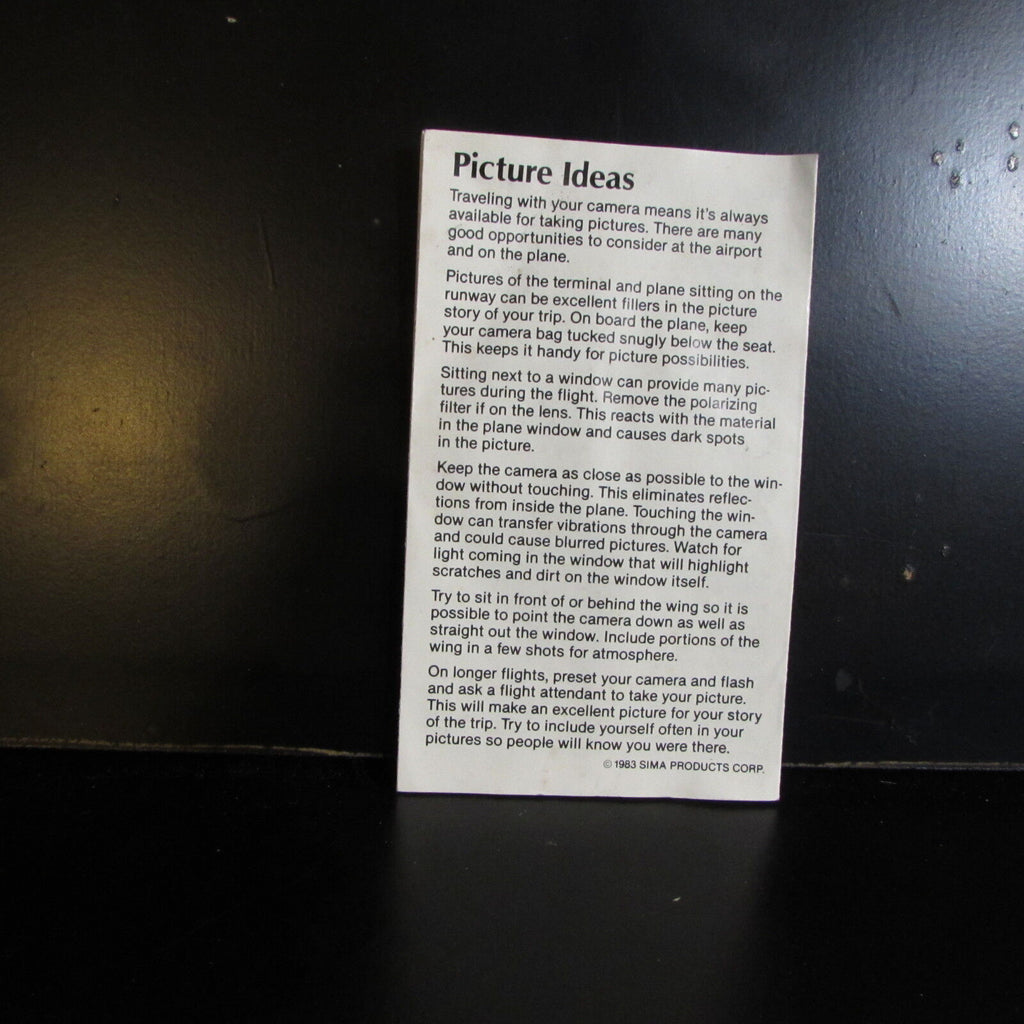 Picture Ideas
Traveling with your camera means it's always
available for taking pictures. There are many
good opportunities to consider at the airport
and on the plane.
Pictures of the terminal and plane sitting on the
runway can be excellent fillers in the picture
story of your trip. On board the plane, keep
your camera bag tucked snugly below the seat.
This keeps it handy for picture possibilities.
Sitting next to a window can provide many pic-
tures during the flight. Remove the polarizing
filter if on the lens. This reacts with the material
in the plane window and causes dark spots
in the picture.
Keep the camera as close as possible to the win-
dow without touching. This eliminates reflec-
tions from inside the plane. Touching the win-
dow can transfer vibrations through the camera
and could cause blurred pictures. Watch for
light coming in the window that will highlight
scratches and dirt on the window itself.
Try to sit in front of or behind the wing so it is
possible to point the camera down as well as
straight out the window. Include portions of the
wing in a few shots for atmosphere.
On longer flights, preset your camera and flash
and ask a flight attendant to take your picture.
This will make an excellent picture for your story
of the trip. Try to include yourself often in your
pictures so people will know you were there.
© 1983 SIMA PRODUCTS CORP.